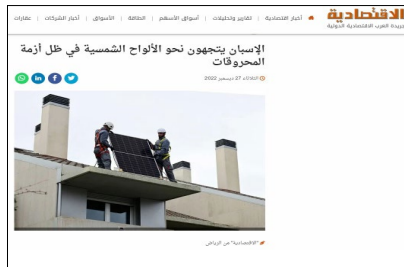 الاقتصادية
جريدة العرب الاقتصادية الدولية
أخبار اقتصادية | تقارير وتحليلات | أسواق الأسهم | الطاقة | الأسواق | أخبار الشركات | عقارات
الإسبان يتجهون نحو الألواح الشمسية في ظل أزمة
المحروقات
الثلاثاء 27 ديسمبر 2022
"الاقتصادية" من الرياض